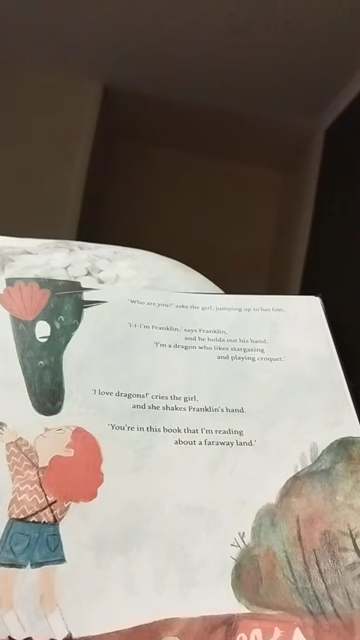 'Who are you?' asks the girl, jumping up to her feet.
'I-I-I'm Franklin,' says Franklin,
and he holds out his hand.
'I'm a dragon who likes stargazing
and playing croquet.'
'I love dragons!' cries the girl,
and she shakes Franklin's hand.
'You're in this book that I'm reading
about a faraway land.'